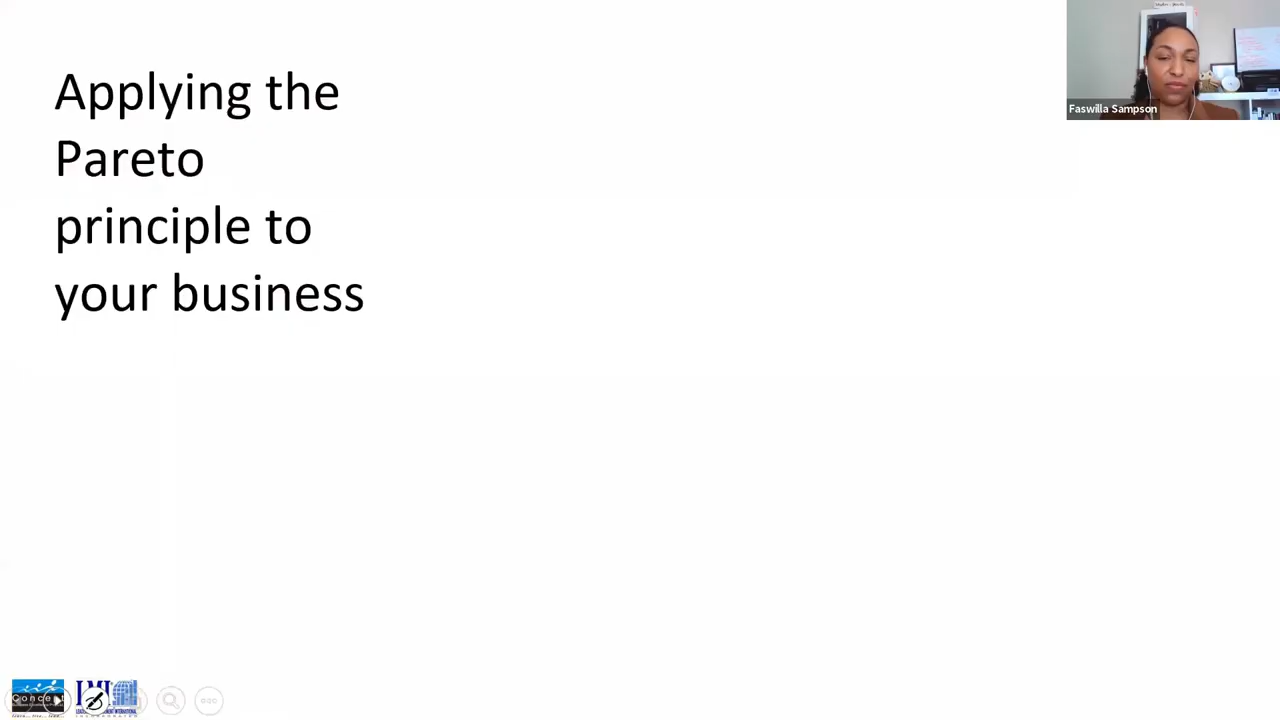 Applying the
Pareto
principle to
your business
Faswilla Sampson